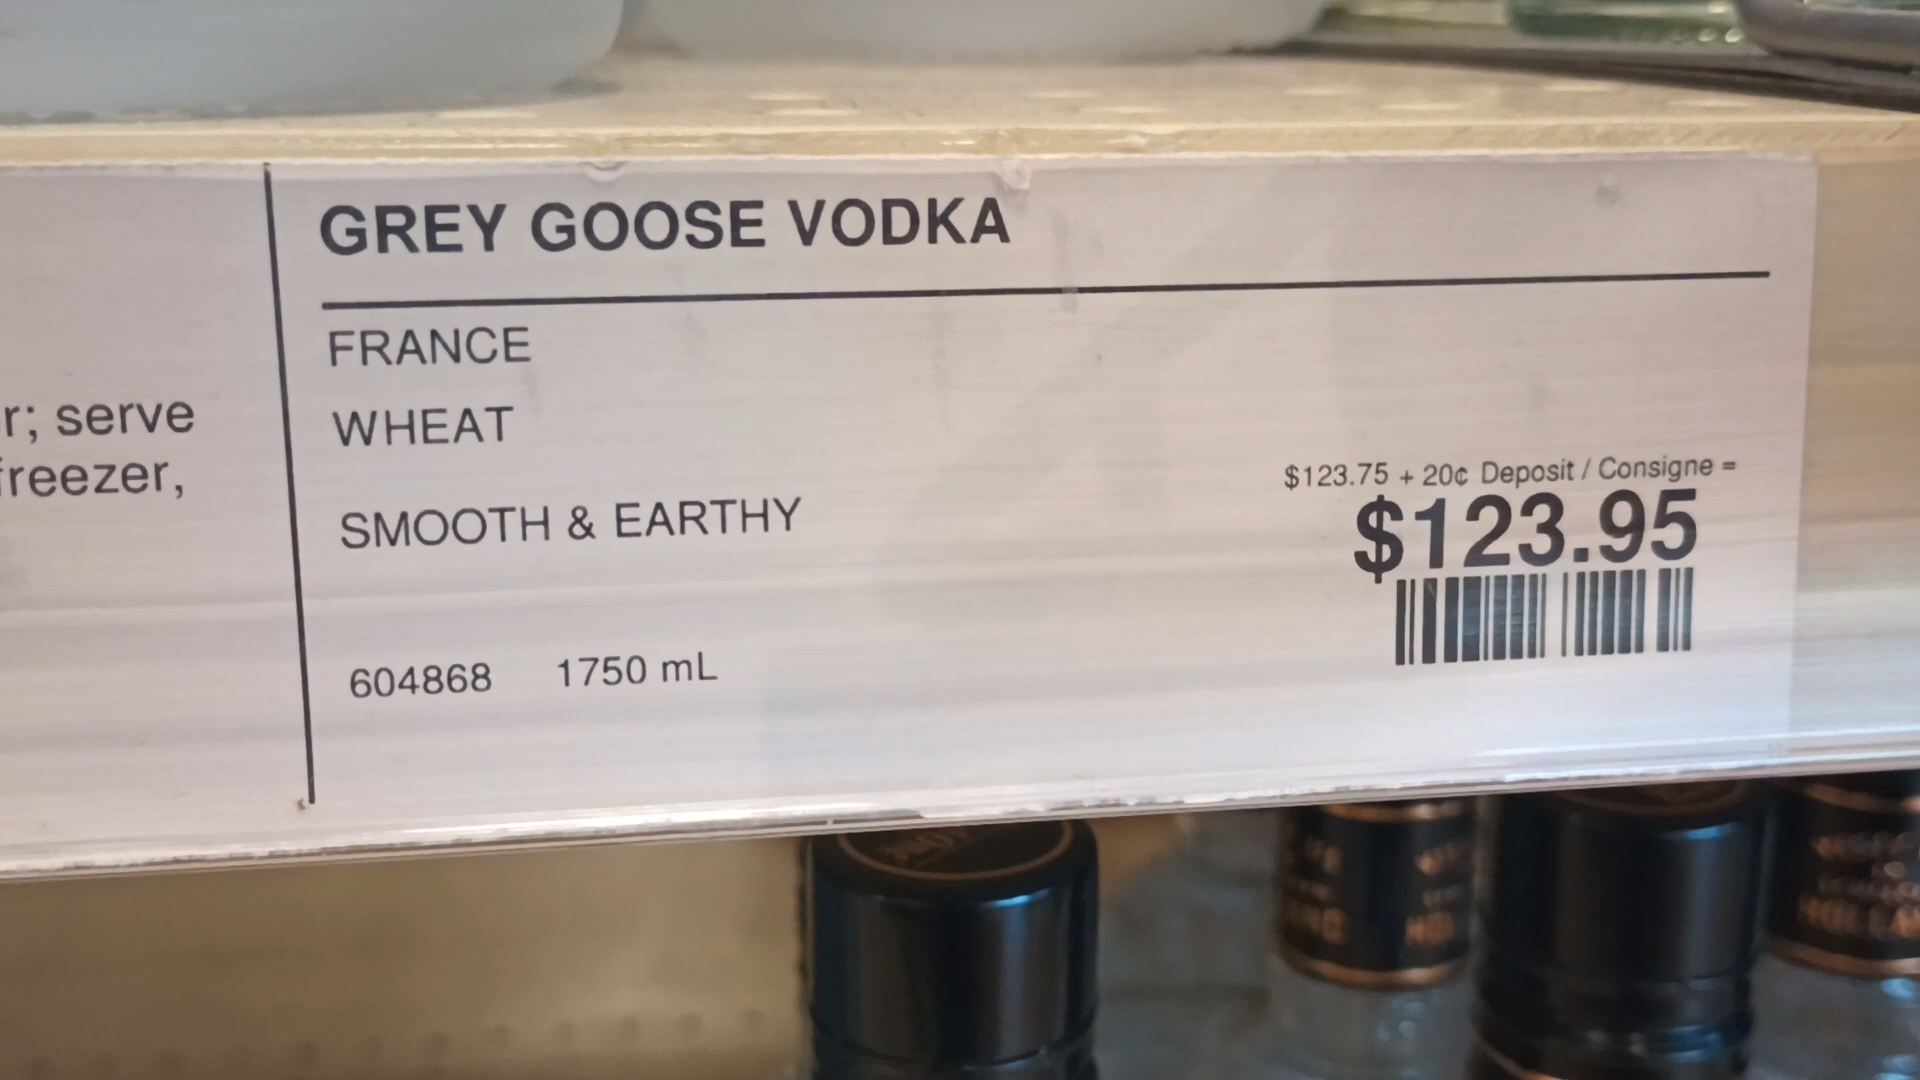 r; serve
freezer,
GREY GOOSE VODKA
FRANCE
WHEAT
SMOOTH & EARTHY
604868 1750 mL
$123.75 + 20¢ Deposit / Consigne =
$123.95